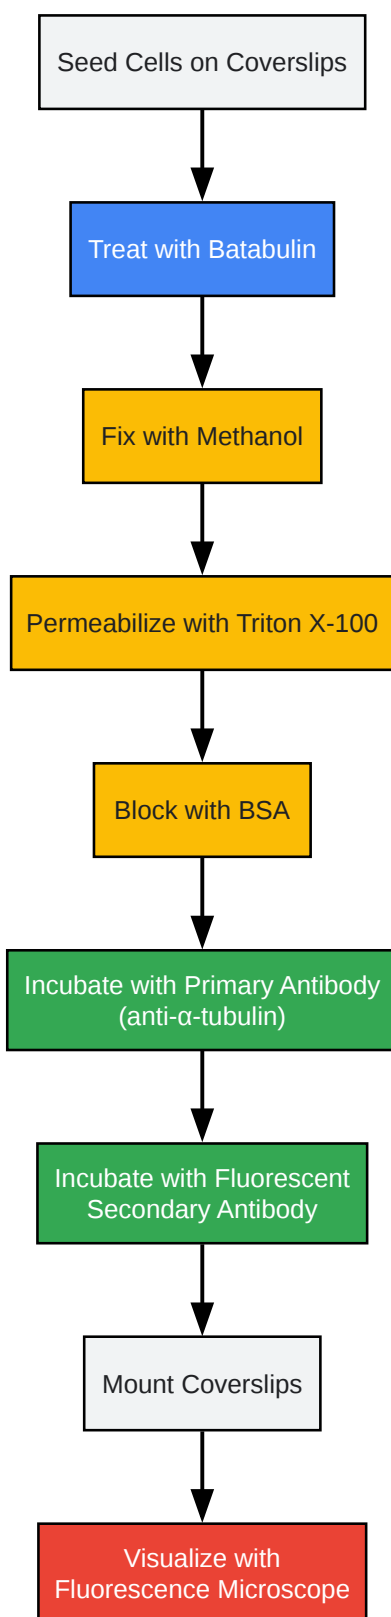 Seed Cells on Coverslips
Treat with Batabulin
Fix with Methanol
Permeabilize with Triton X-100
Block with BSA
Incubate with Primary Antibody
(anti-α-tubulin)
Incubate with Fluorescent
Secondary Antibody
Mount Coverslips
Visualize with
Fluorescence Microscope